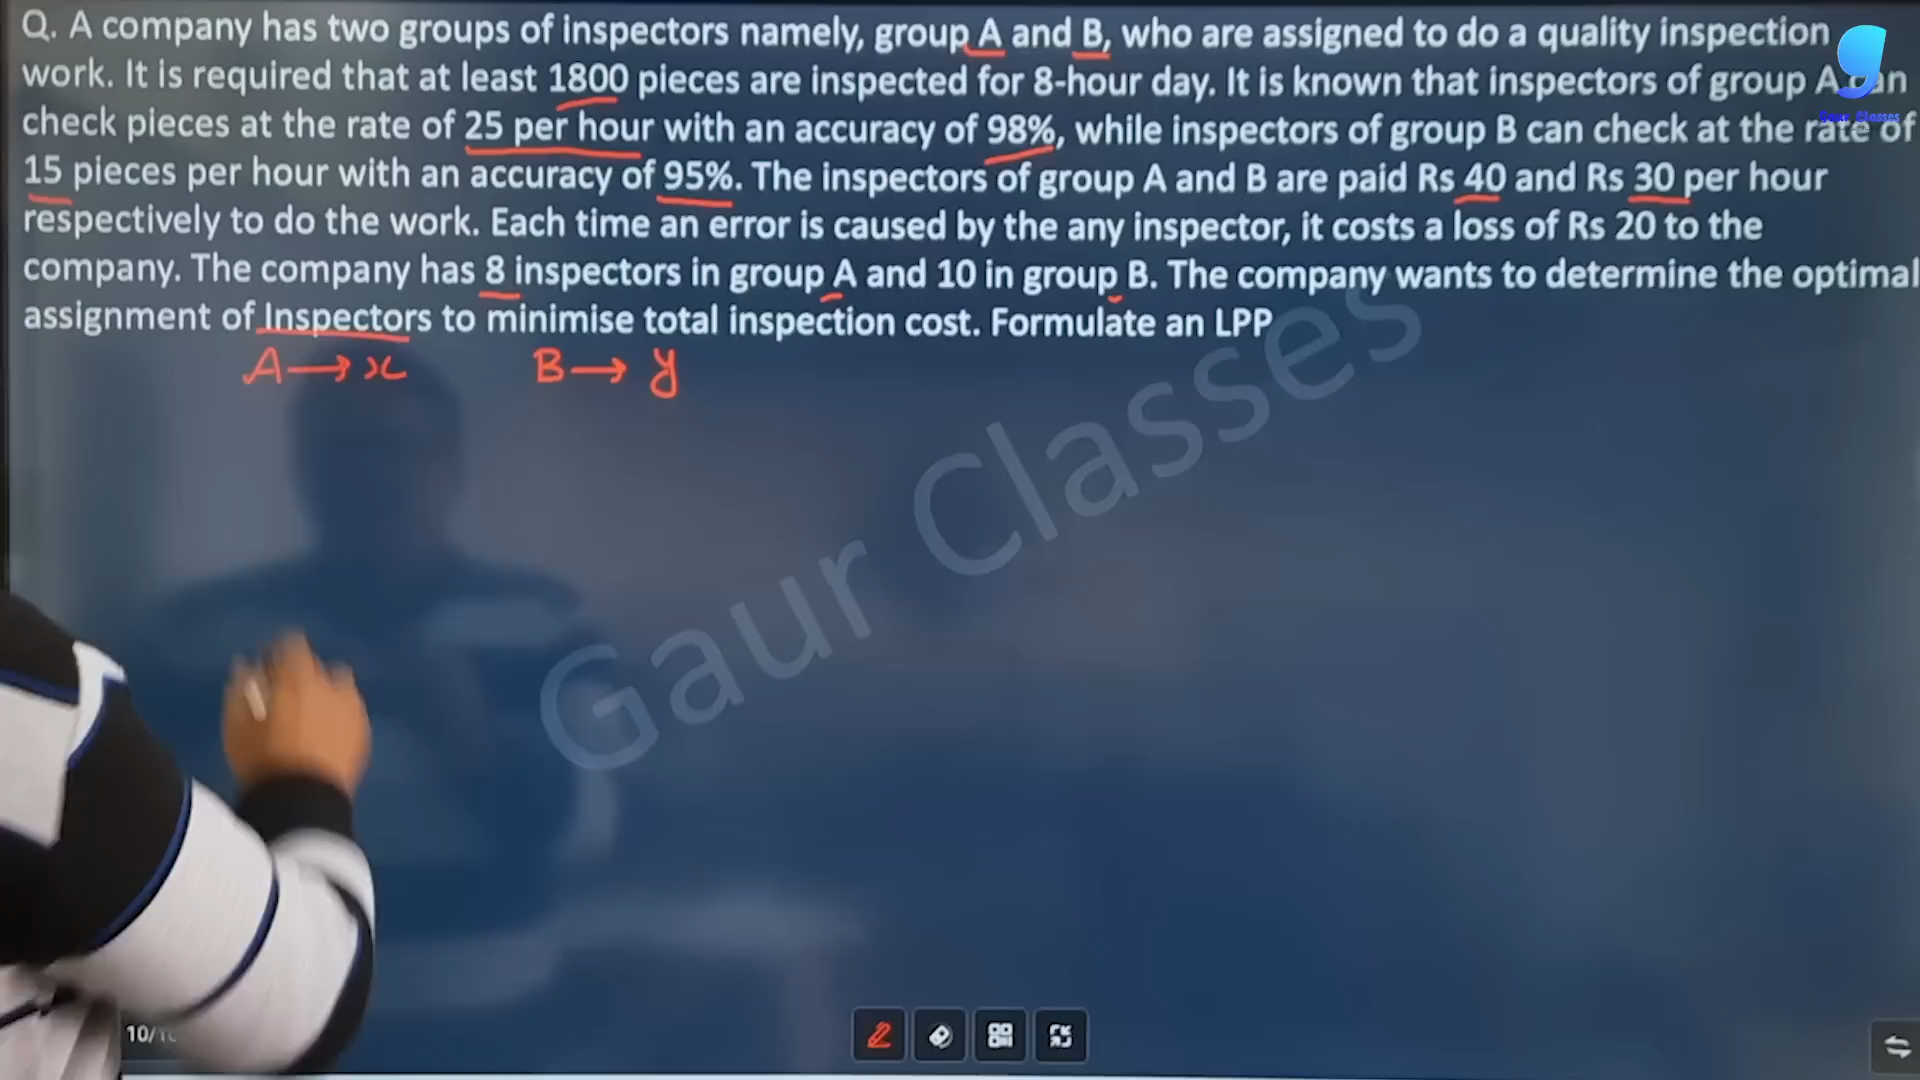 Q. A company has two groups of inspectors namely, group A and B, who are assigned to do a quality inspection
work. It is required that at least 1800 pieces are inspected for 8-hour day. It is known that inspectors of group A can
check pieces at the rate of 25 per hour with an accuracy of 98%, while inspectors of group B can check at the rate of
15 pieces per hour with an accuracy of 95%. The inspectors of group A and B are paid Rs 40 and Rs 30 per hour
respectively to do the work. Each time an error is caused by the any inspector, it costs a loss of Rs 20 to the
company. The company has 8 inspectors in group A and 10 in group B. The company wants to determine the optimal
assignment of Inspectors to minimise total inspection cost. Formulate an LPP
A → x B → y
Gaur Classes
Gaur Classes